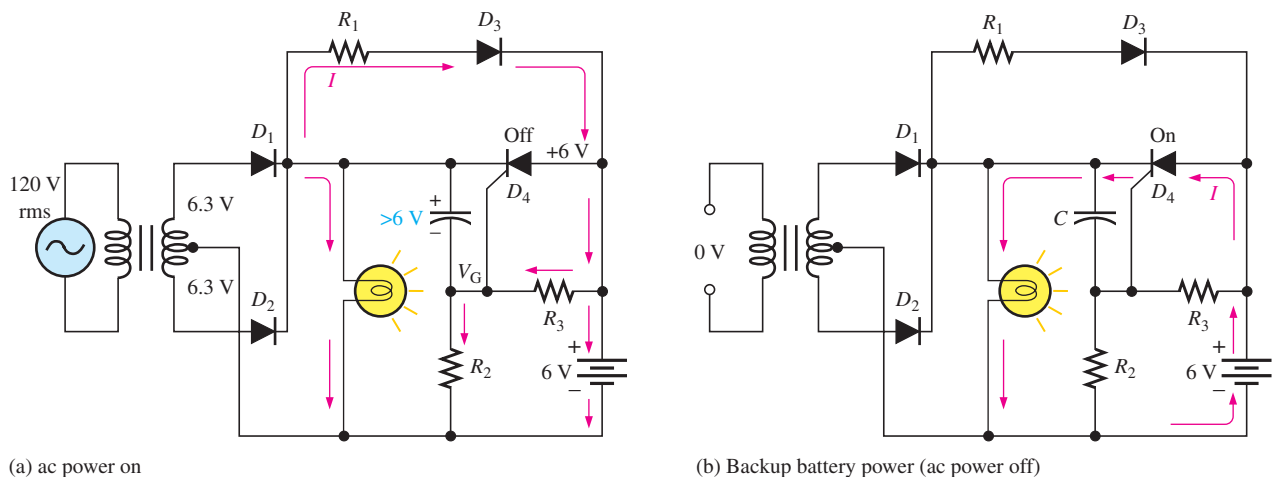 R1
D3
I
D1
Off
+6 V
120 V
rms
D4
6.3 V
>6 V
+
−
VG
6.3 V
D2
R3
R2
+
6 V
−
(a) ac power on
R1
D3
D1
On
D4
I
C
0 V
D2
R3
R2
+
6 V
−
(b) Backup battery power (ac power off)